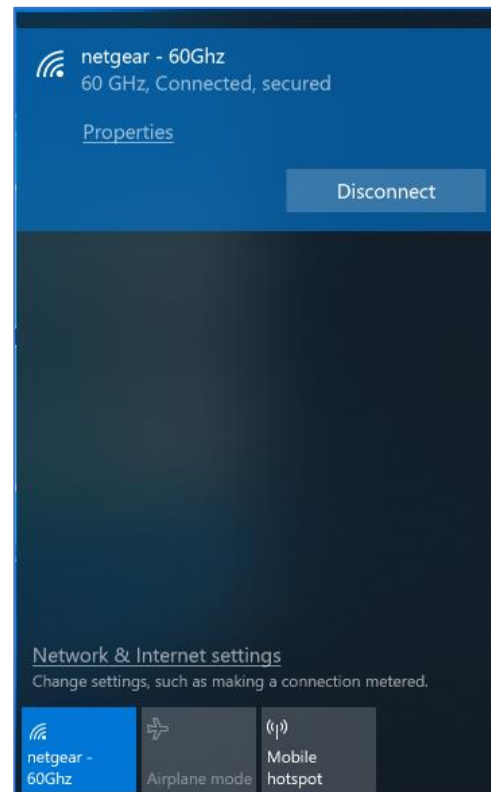 netgear - 60Ghz
60 GHz, Connected, secured
Properties
Disconnect
Network & Internet settings
Change settings, such as making a connection metered.
netgear -
60Ghz
Airplane mode
Mobile
hotspot